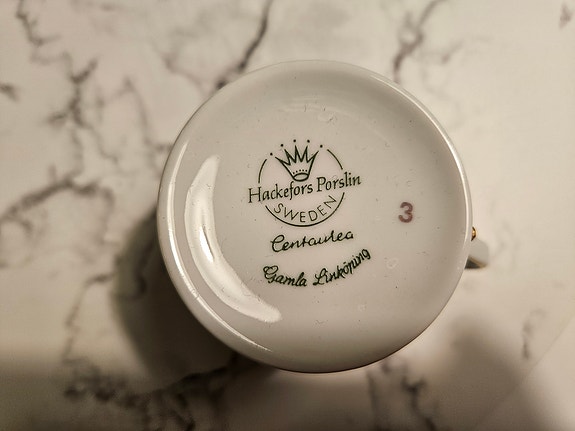 Hackefors Porslin
SWEDEN
Centaurea
Gamla Linköping
3